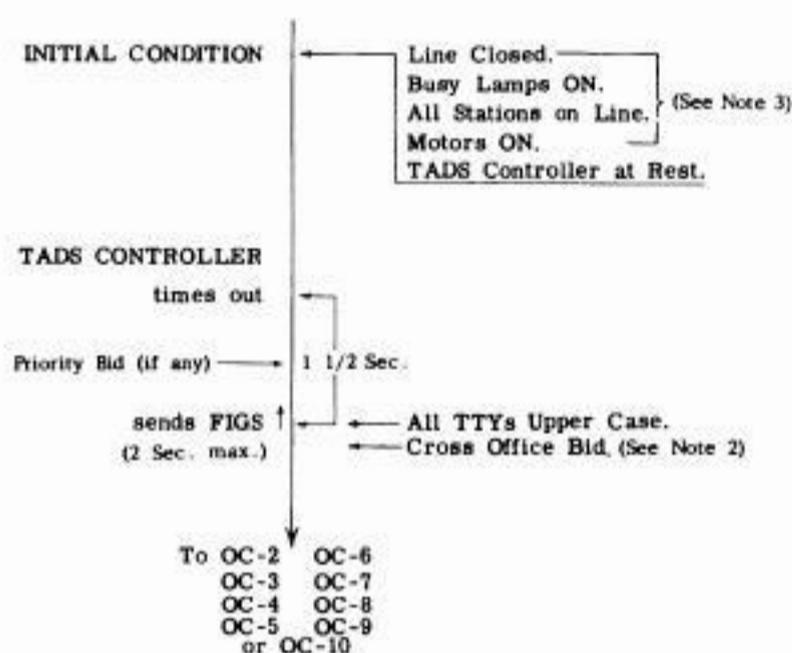 INITIAL CONDITION
Line Closed.
Busy Lamps ON.
All Stations on Line.
Motors ON.
TADS Controller at Rest.
(See Note 3)
TADS CONTROLLER
times out
Priority Bid (if any)
1 1/2 Sec.
sends FIGS ↑
(2 Sec. max.)
All TTYs Upper Case.
Cross Office Bid. (See Note 2)
To OC-2 OC-6
OC-3 OC-7
OC-4 OC-8
OC-5 OC-9
or OC-10